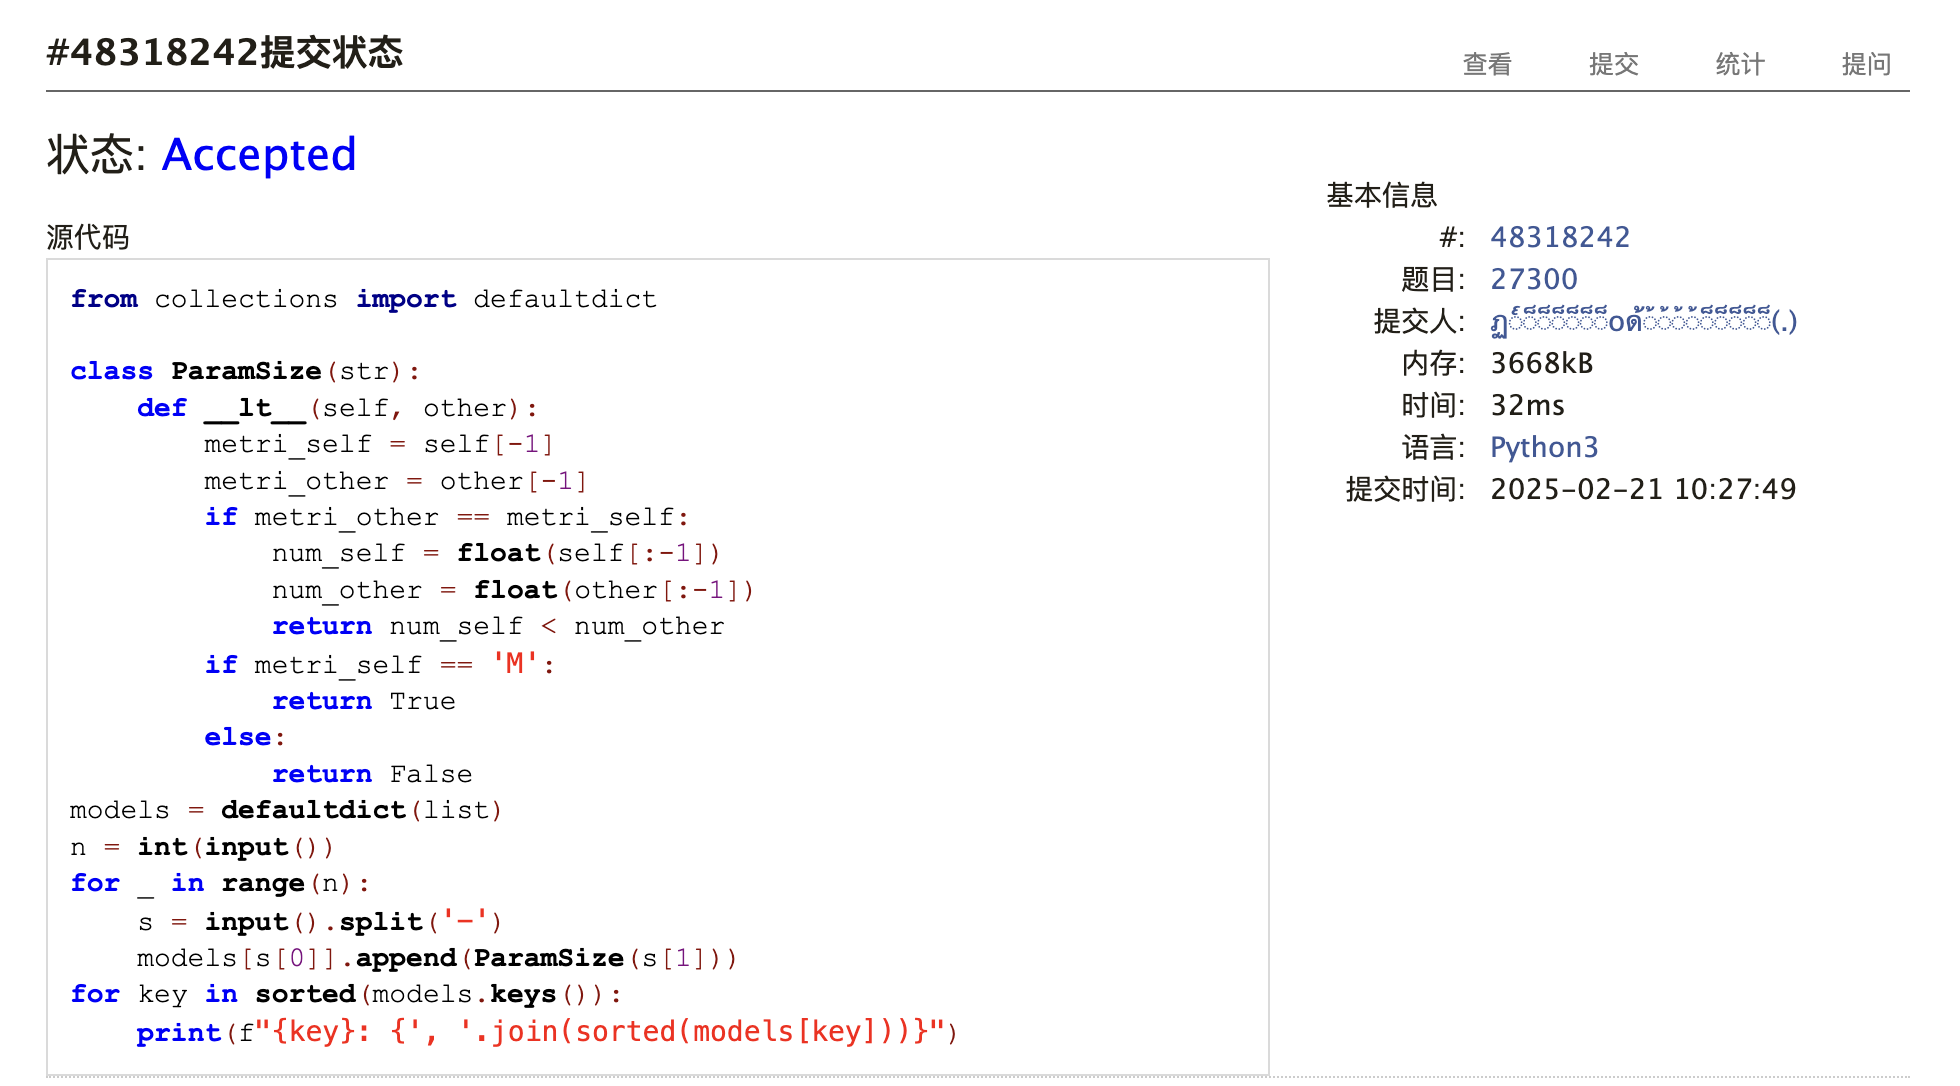 #48318242提交状态
查看 提交 统计 提问
状态: Accepted
源代码
from collections import defaultdict

class ParamSize(str):
    def __lt__(self, other):
        metri_self = self[-1]
        metri_other = other[-1]
        if metri_other == metri_self:
            num_self = float(self[:-1])
            num_other = float(other[:-1])
            return num_self < num_other
        if metri_self == 'M':
            return True
        else:
            return False
models = defaultdict(list)
n = int(input())
for _ in range(n):
    s = input().split('-')
    models[s[0]].append(ParamSize(s[1]))
for key in sorted(models.keys()):
    print(f"{key}: {', '.join(sorted(models[key]))}")
基本信息
#: 48318242
题目: 27300
提交人:
内存: 3668kB
时间: 32ms
语言: Python3
提交时间: 2025-02-21 10:27:49